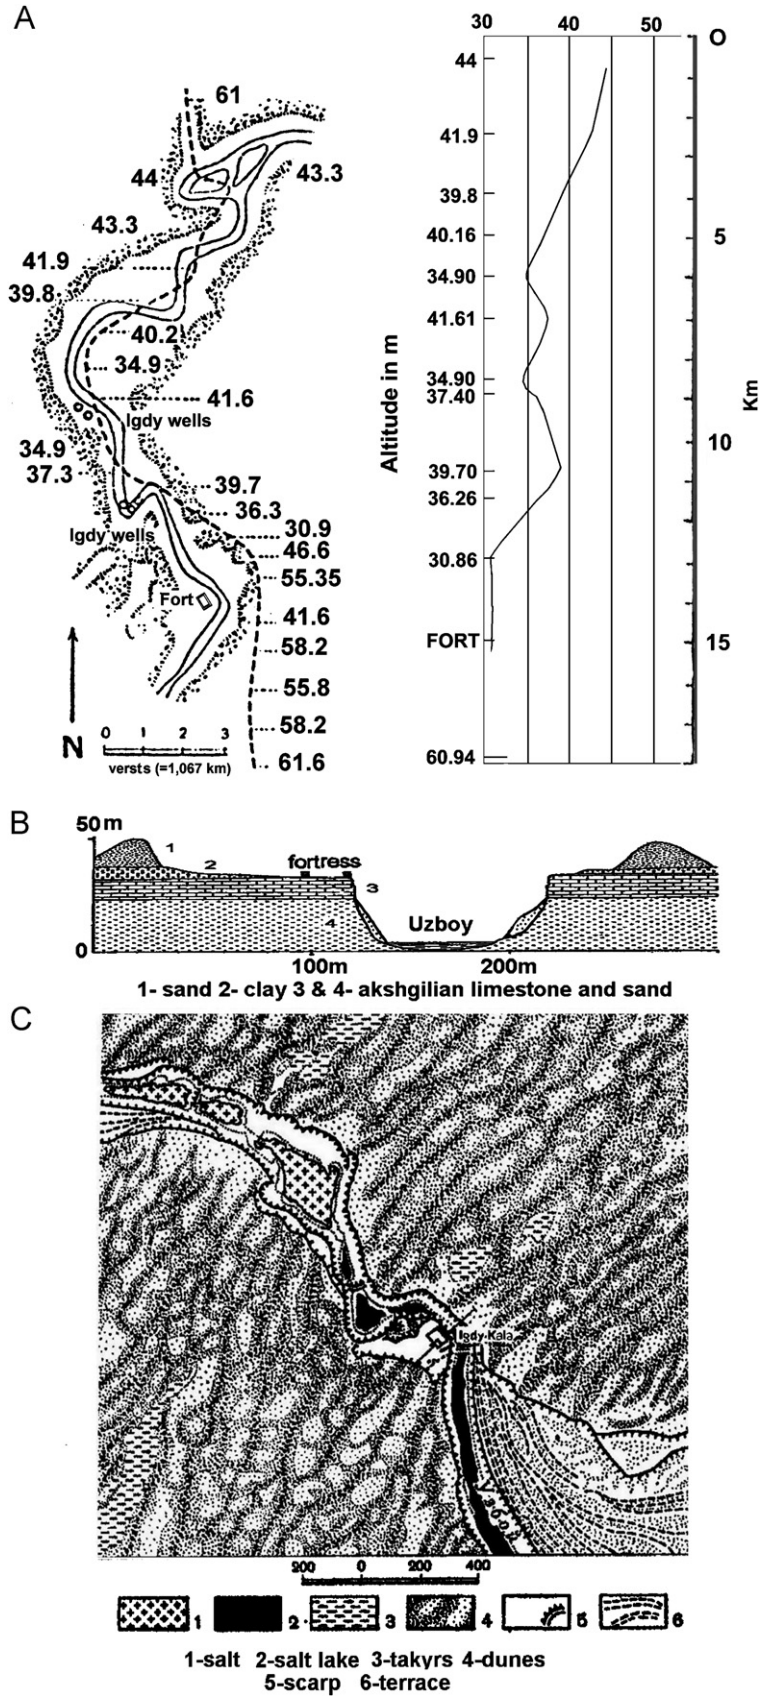 A
61
44
43.3
43.3
41.9
39.8
40.2
34.9
41.6
Igdy wells
34.9
37.3
39.7
36.3
Igdy wells
30.9
46.6
55.35
Fort
41.6
58.2
55.8
58.2
61.6
N
0 1 2 3
versts (=1,067 km)
30 40 50
O
44
41.9
39.8
40.16
5
34.90
41.61
34.90
37.40
Altitude in m
Km
10
39.70
36.26
30.86
FORT
15
60.94
B
50 m
1
2
fortress
3
4
Uzboy
0
100m 200m
1- sand 2- clay 3 & 4- akshgilian limestone and sand
C
Igdy-Kala
Узбой
200 0 200 400
1 2 3 4 5 6
1-salt 2-salt lake 3-takyrs 4-dunes
5-scarp 6-terrace